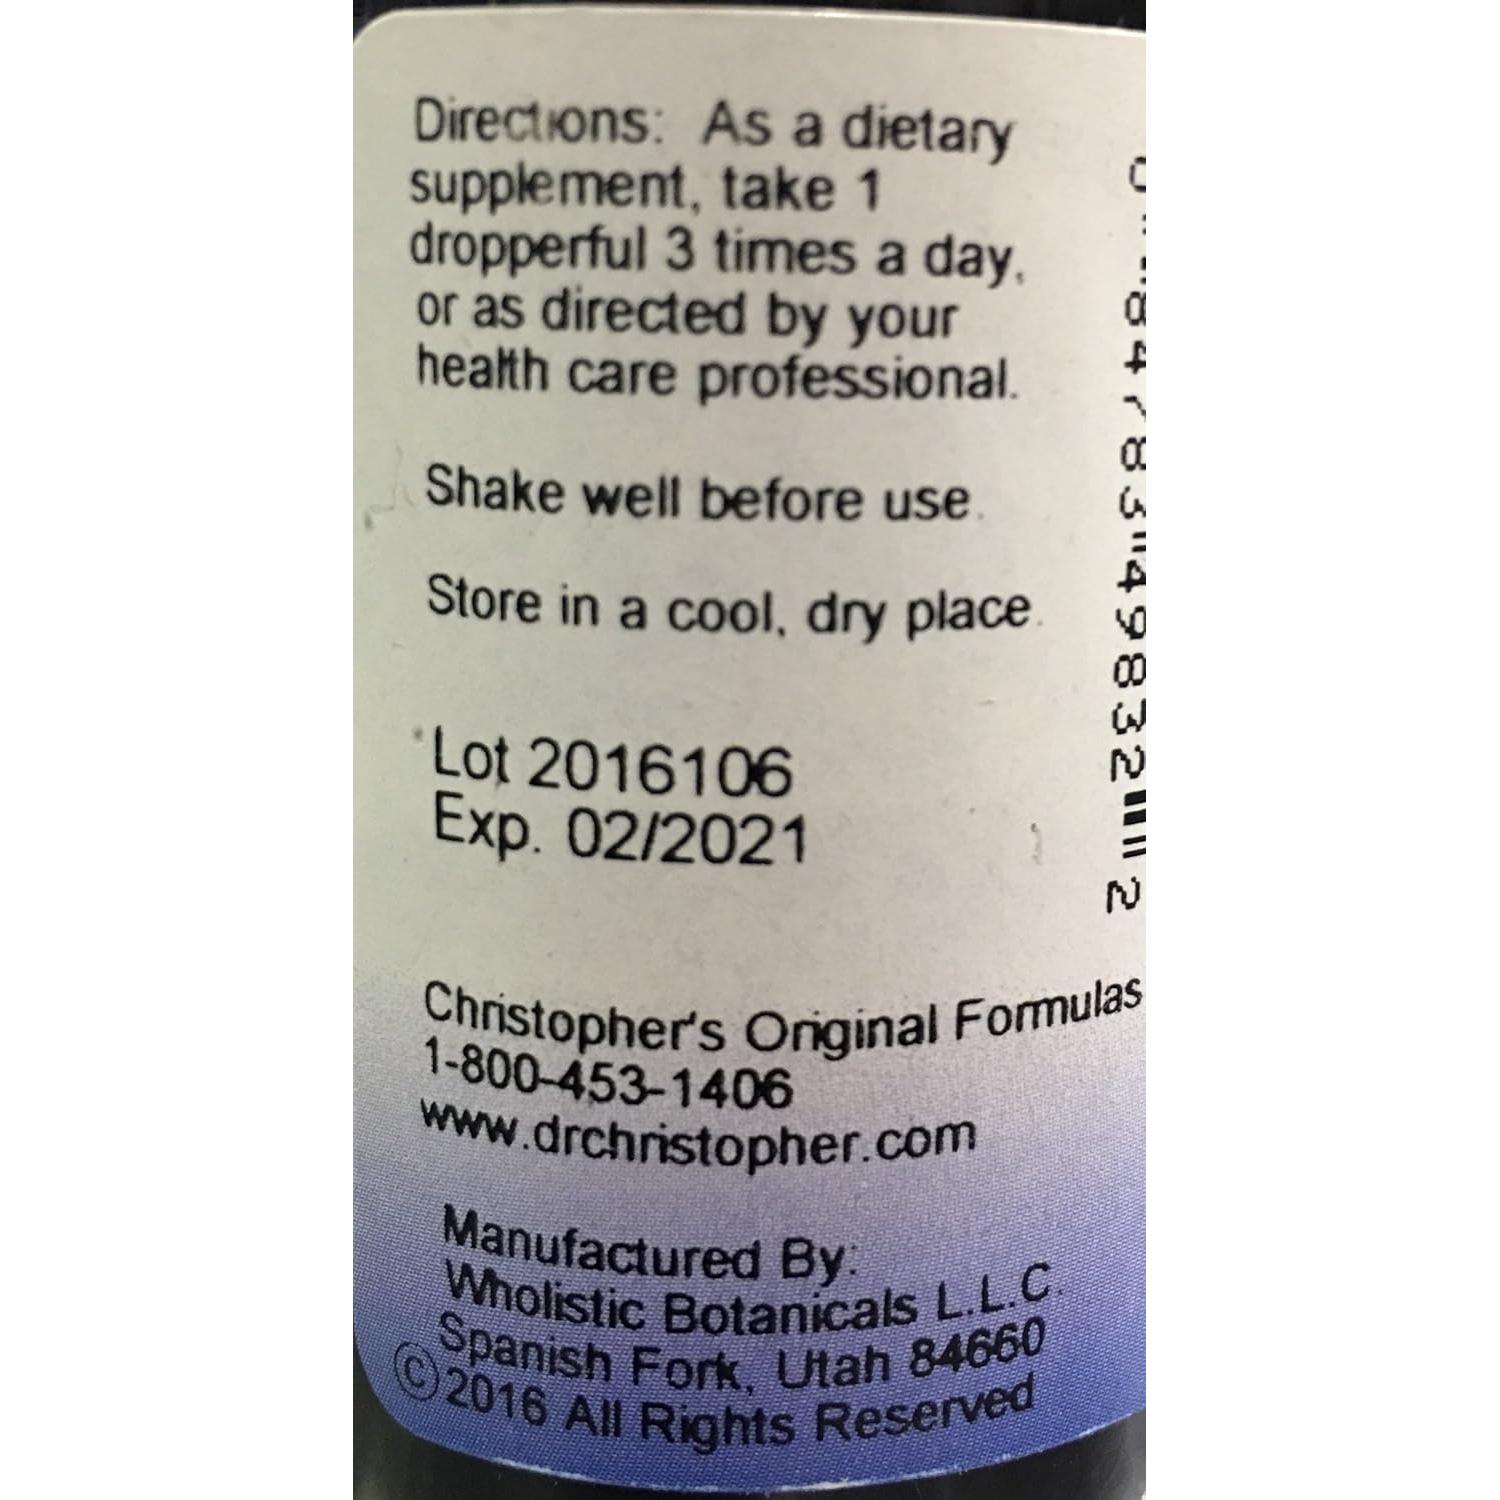 Directions: As a dietary
supplement, take 1
dropperful 3 times a day,
or as directed by your
health care professional.
Shake well before use.
Store in a cool, dry place.
Lot 2016106
Exp. 02/2021
Christopher's Original Formulas
1-800-453-1406
www.drchristopher.com
Manufactured By:
Wholistic Botanicals L.L.C.
Spanish Fork, Utah 84660
©2016 All Rights Reserved